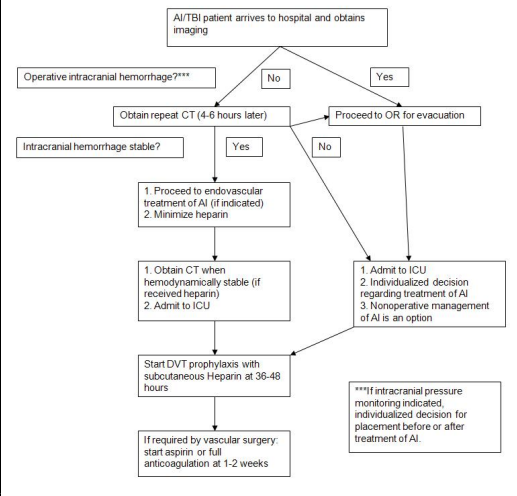 AI/TBI patient arrives to hospital and obtains
imaging
Operative intracranial hemorrhage?***
No
Yes
Obtain repeat CT (4-6 hours later)
Proceed to OR for evacuation
Intracranial hemorrhage stable?
Yes
No
1. Proceed to endovascular
treatment of AI (if indicated)
2. Minimize heparin
1. Obtain CT when
hemodynamically stable (if
received heparin)
2. Admit to ICU
1. Admit to ICU
2. Individualized decision
regarding treatment of AI
3. Nonoperative management
of AI is an option
Start DVT prophylaxis with
subcutaneous Heparin at 36-48
hours
***If intracranial pressure
monitoring indicated,
individualized decision for
placement before or after
treatment of AI.
If required by vascular surgery:
start aspirin or full
anticoagulation at 1-2 weeks